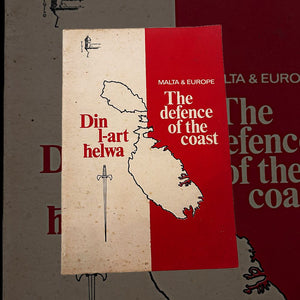 MALTA & EUROPE
Din
l-art
helwa
The
defence
of the
coast